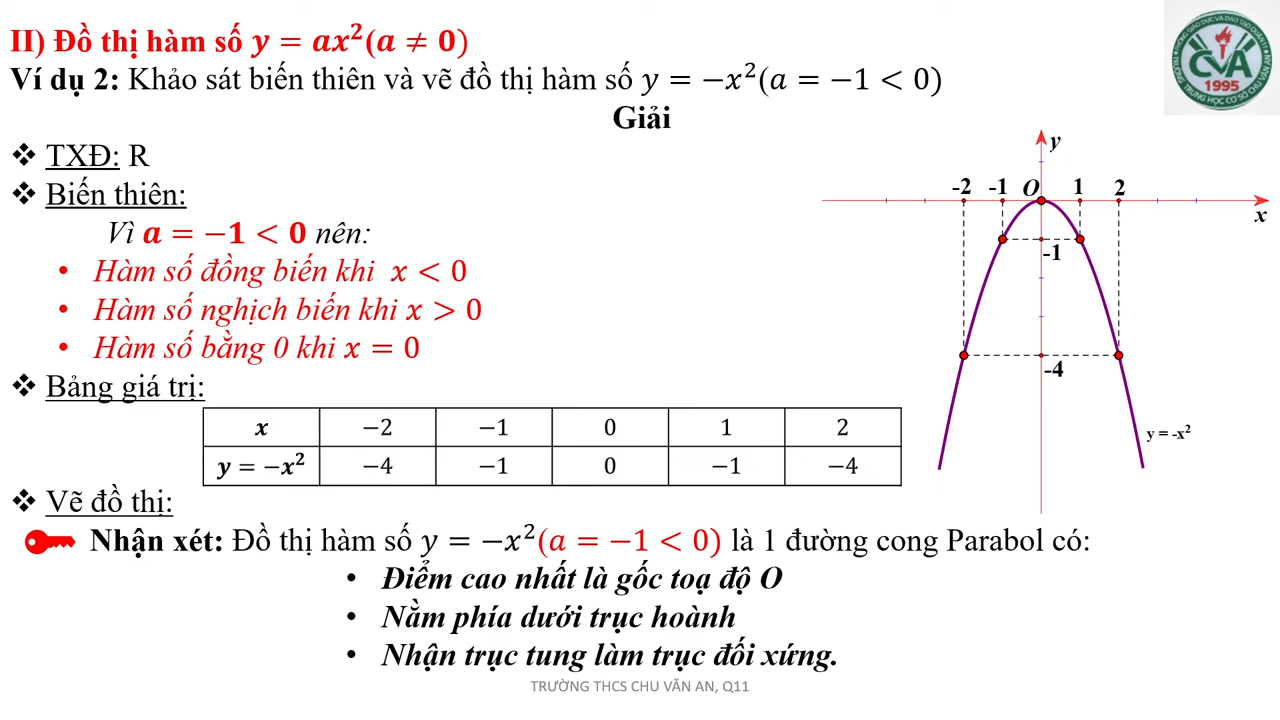 II) Đồ thị hàm số y = ax²(a ≠ 0)
Ví dụ 2: Khảo sát biến thiên và vẽ đồ thị hàm số y = −x²(a = −1 < 0)
Giải
❖ TXĐ: R
❖ Biến thiên:
Vì a = −1 < 0 nên:
• Hàm số đồng biến khi x < 0
• Hàm số nghịch biến khi x > 0
• Hàm số bằng 0 khi x = 0
❖ Bảng giá trị:
x −2 −1 0 1 2
y = −x² −4 −1 0 −1 −4
❖ Vẽ đồ thị:
Nhận xét: Đồ thị hàm số y = −x²(a = −1 < 0) là 1 đường cong Parabol có:
• Điểm cao nhất là gốc toạ độ O
• Nằm phía dưới trục hoành
• Nhận trục tung làm trục đối xứng.
TRƯỜNG THCS CHU VĂN AN, Q11
y
-2 -1 O 1 2
x
-1
-4
y = -x²
CVA
1995